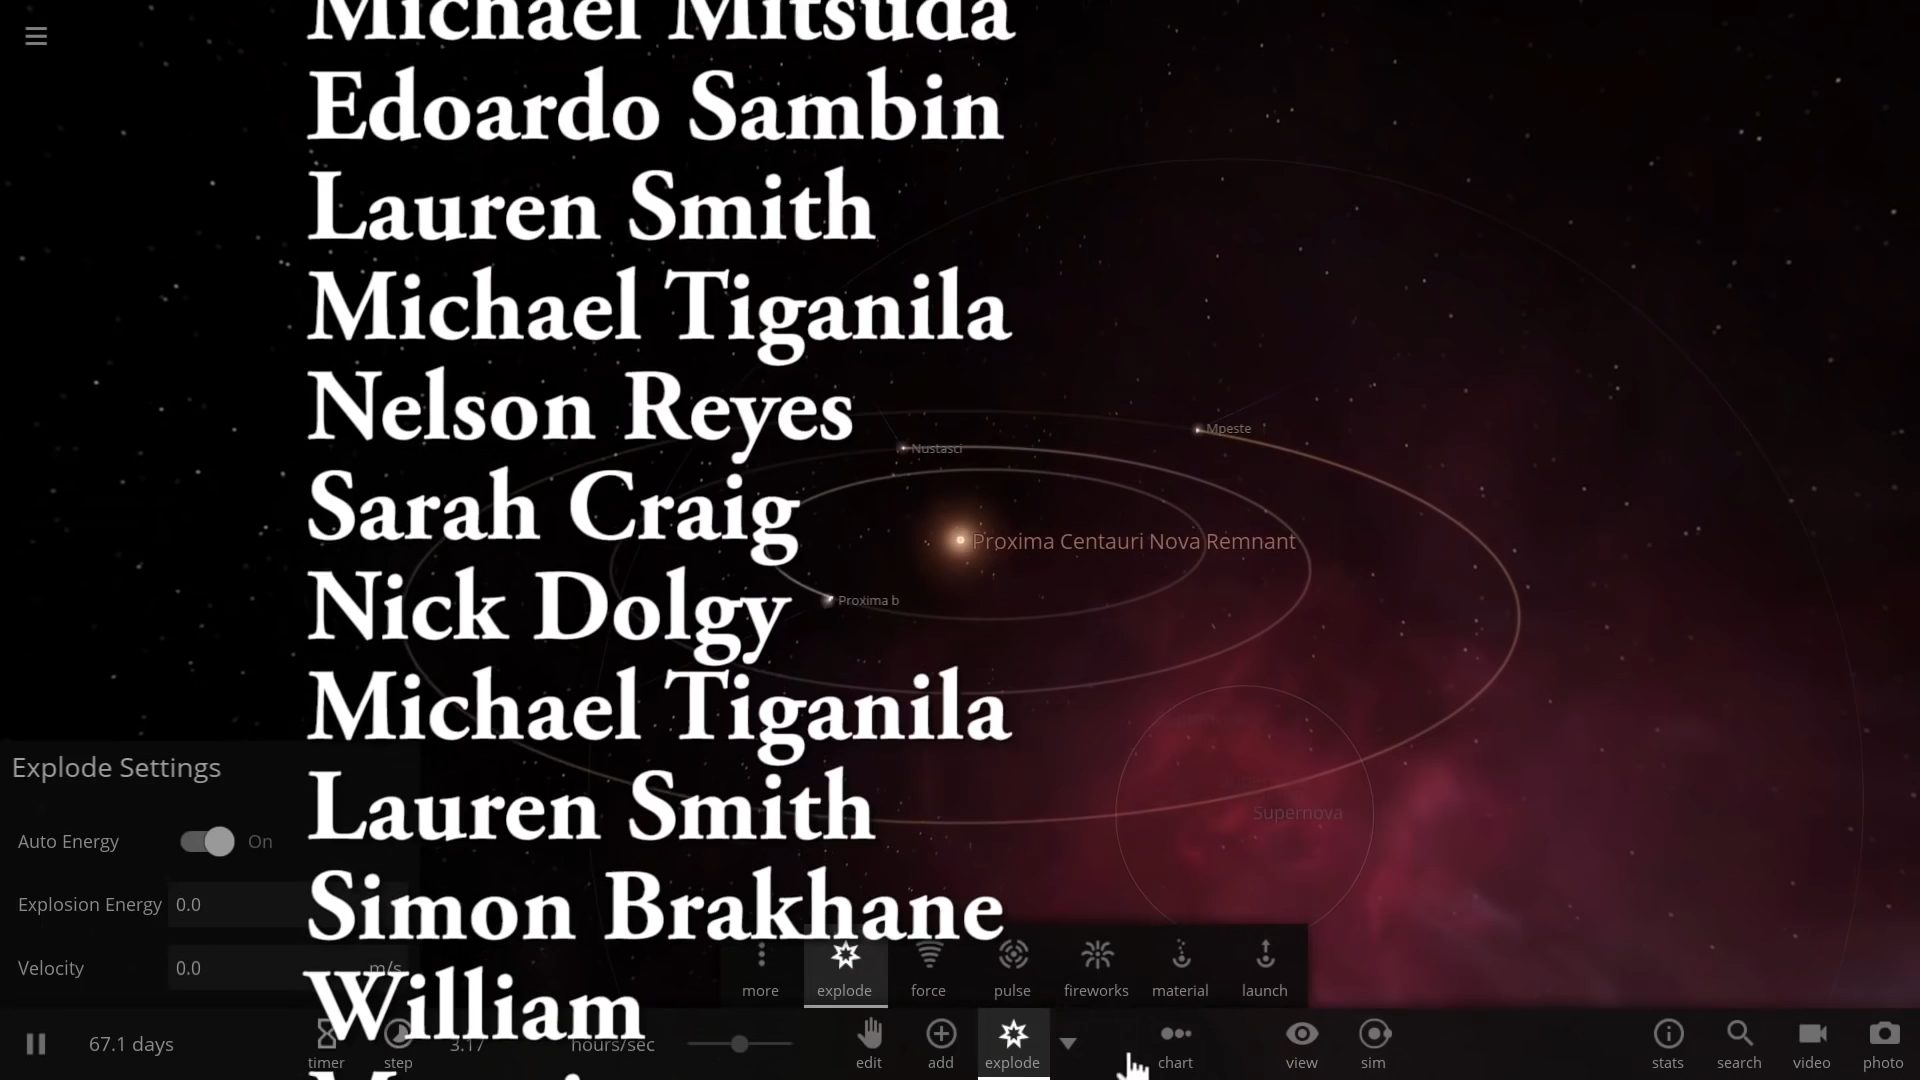 Michael Mitsuda
Edoardo Sambin
Lauren Smith
Michael Tiganila
Nelson Reyes
Sarah Craig
Nick Dolgy
Michael Tiganila
Lauren Smith
Simon Brakhane
William
Mpeste
Nustasci
Proxima Centauri Nova Remnant
Proxima b
Supernova
Explode Settings
Auto Energy On
Explosion Energy 0.0
Velocity 0.0 m/s
more explode force pulse fireworks material launch
67.1 days timer step 3.17 hours/sec edit add explode chart view sim stats search video photo